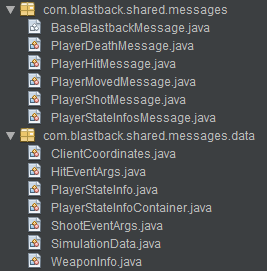 com.blastback.shared.messages
BaseBlastbackMessage.java
PlayerDeathMessage.java
PlayerHitMessage.java
PlayerMovedMessage.java
PlayerShotMessage.java
PlayerStateInfosMessage.java
com.blastback.shared.messages.data
ClientCoordinates.java
HitEventArgs.java
PlayerStateInfo.java
PlayerStateInfoContainer.java
ShootEventArgs.java
SimulationData.java
WeaponInfo.java